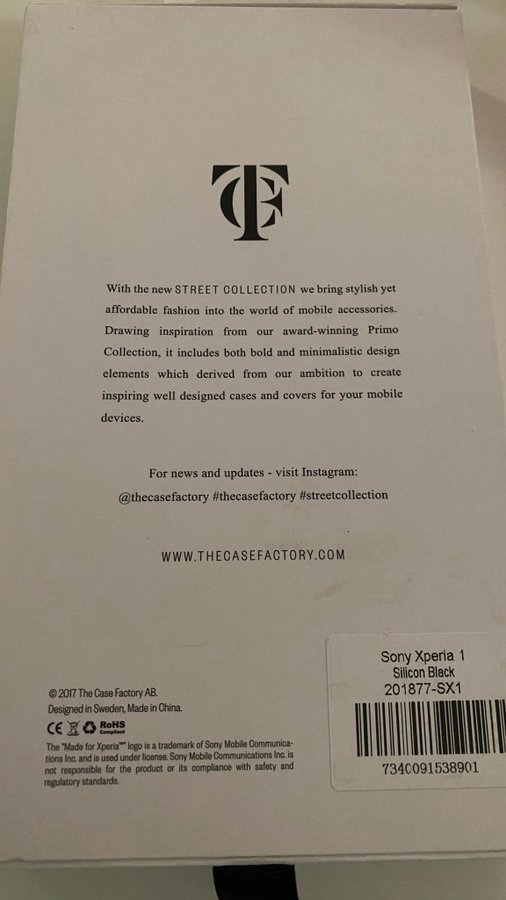 TCF
With the new STREET COLLECTION we bring stylish yet
affordable fashion into the world of mobile accessories.
Drawing inspiration from our award-winning Primo
Collection, it includes both bold and minimalistic design
elements which derived from our ambition to create
inspiring well designed cases and covers for your mobile
devices.
For news and updates - visit Instagram:
@thecasefactory #thecasefactory #streetcollection
WWW.THECASEFACTORY.COM
Sony Xperia 1
Silicon Black
201877-SX1
7340091538901
© 2017 The Case Factory AB.
Designed in Sweden, Made in China.
CE RoHS
Compliant
The "Made for Xperia™" logo is a trademark of Sony Mobile Communica-
tions Inc. and is used under license. Sony Mobile Communications Inc. is
not responsible for the product or its compliance with safety and
regulatory standards.